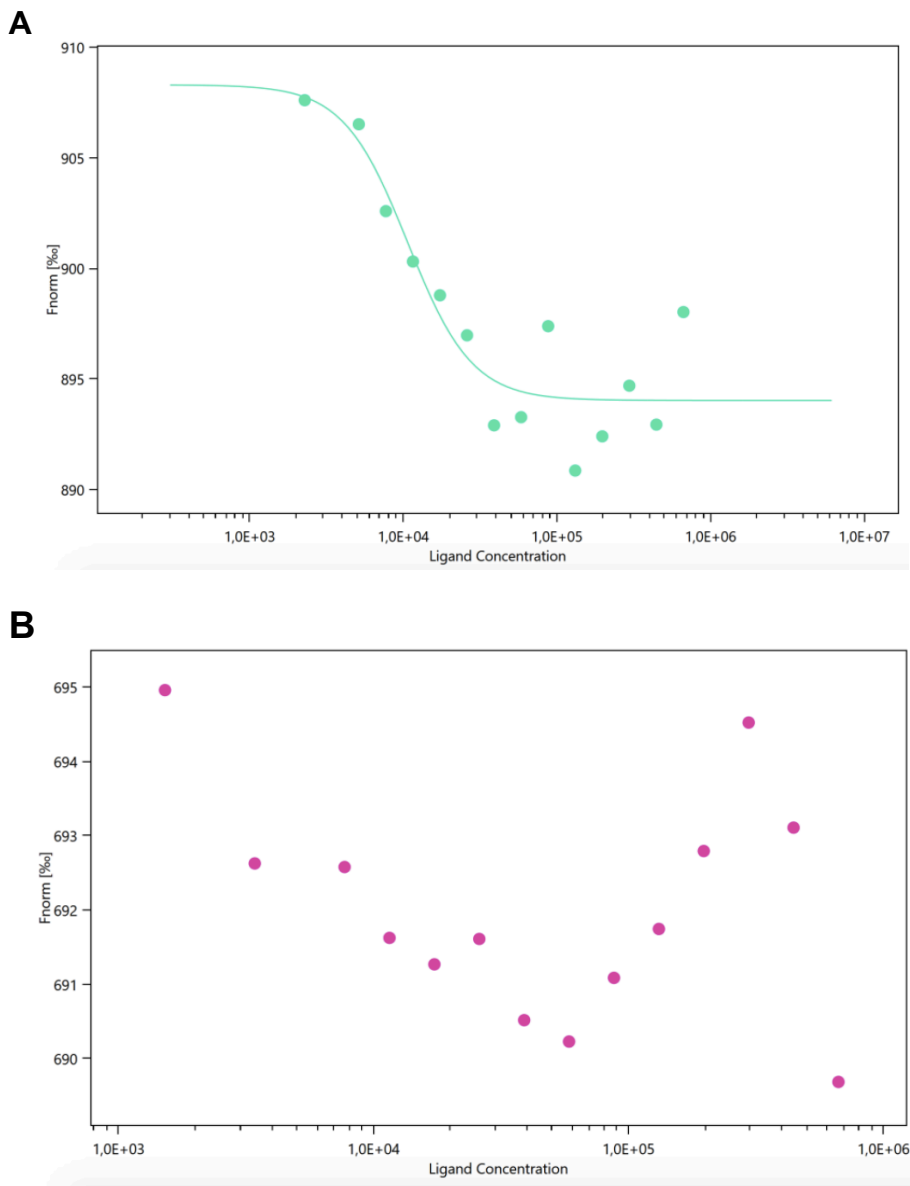 A
910
905
900
895
890
Fnorm [‰]
1,0E+03 1,0E+04 1,0E+05 1,0E+06 1,0E+07
Ligand Concentration
B
695
694
693
692
691
690
Fnorm [‰]
1,0E+03 1,0E+04 1,0E+05 1,0E+06
Ligand Concentration